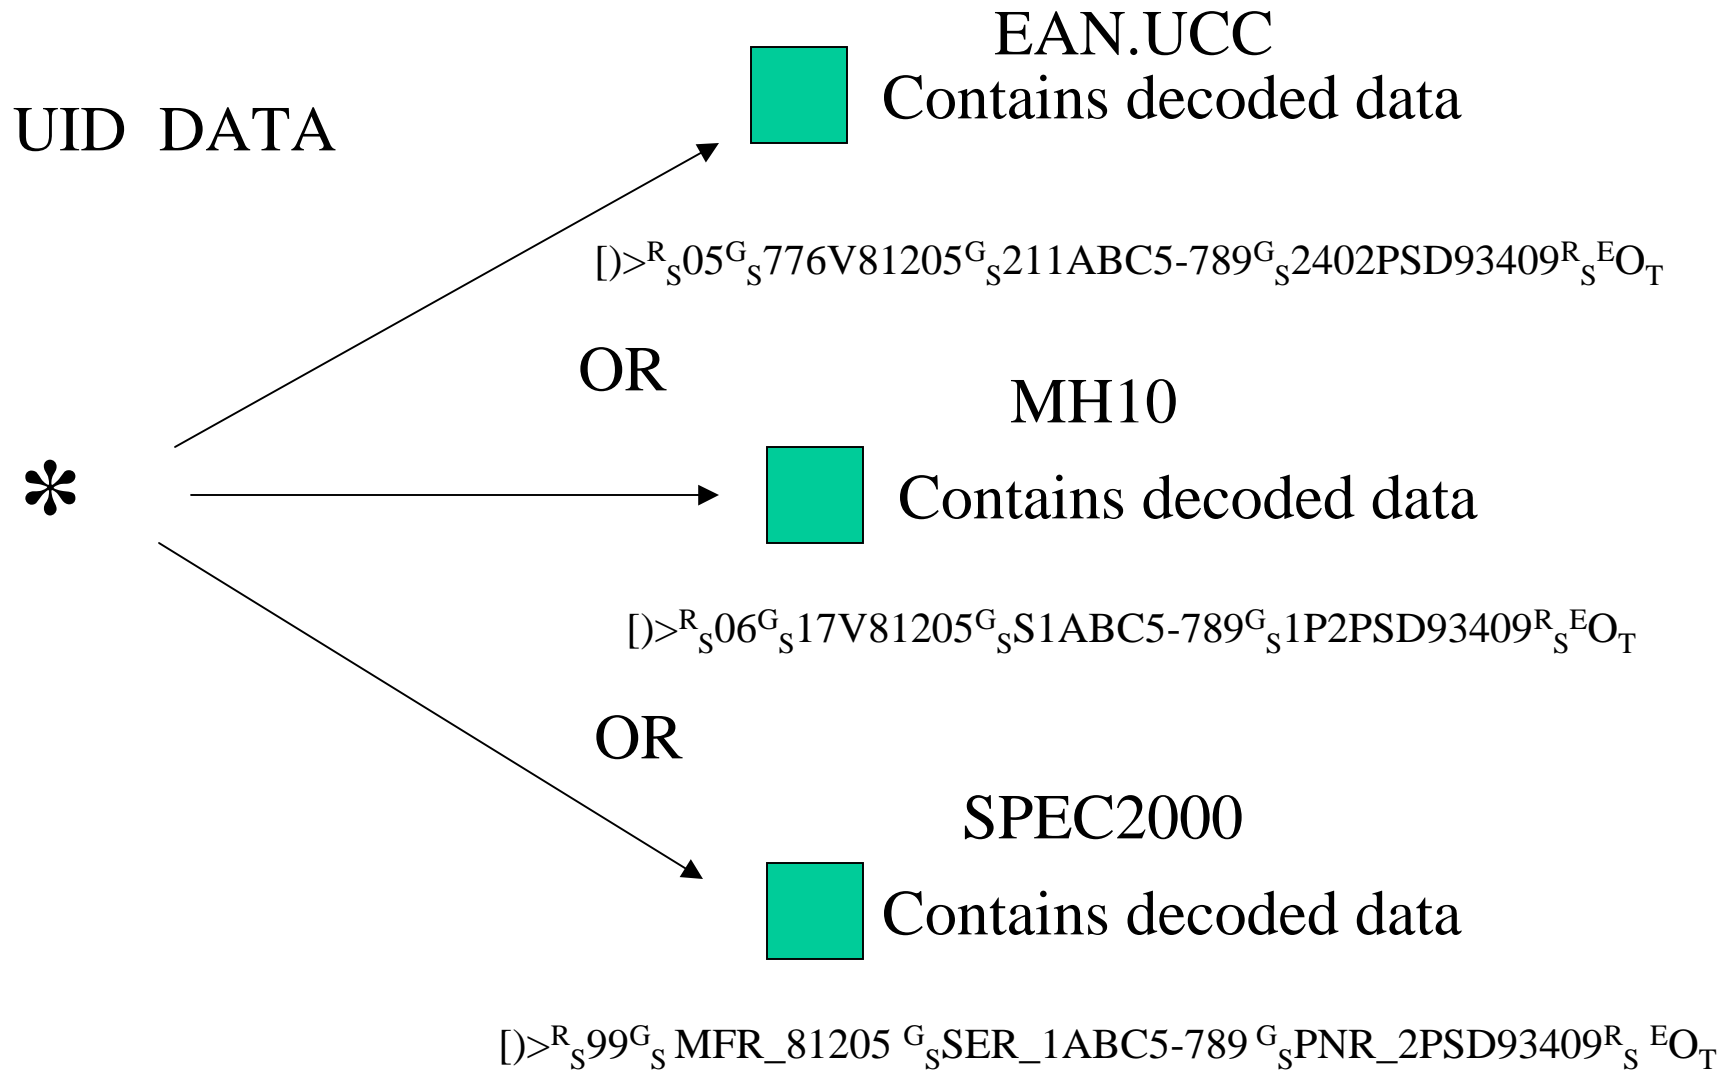 EAN.UCC
Contains decoded data
UID DATA
[)>ᴿS05ᴳS776V81205ᴳS211ABC5-789ᴳS2402PSD93409ᴿSᴱOT
OR
MH10
*
Contains decoded data
[)>ᴿS06ᴳS17V81205ᴳSS1ABC5-789ᴳS1P2PSD93409ᴿSᴱOT
OR
SPEC2000
Contains decoded data
[)>ᴿS99ᴳS MFR_81205 ᴳSSER_1ABC5-789 ᴳSPNR_2PSD93409ᴿS ᴱOT